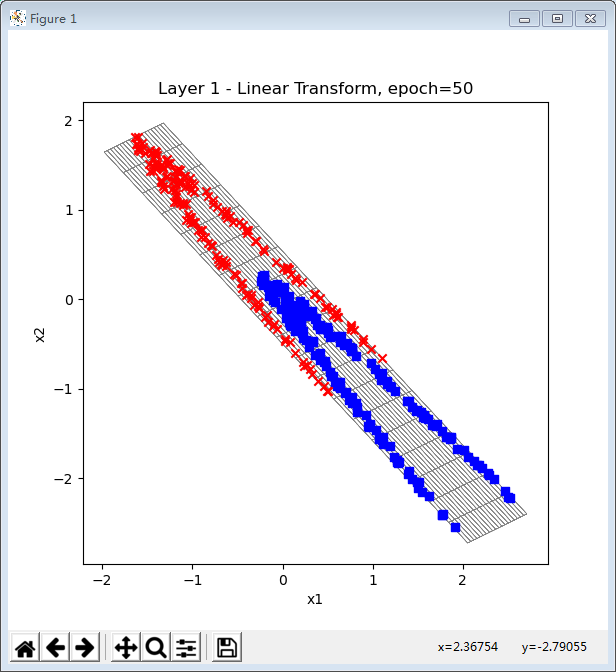 Figure 1
Layer 1 - Linear Transform, epoch=50
2
1
0
−1
−2
x2
−2 −1 0 1 2
x1
x=2.36754 y=-2.79055